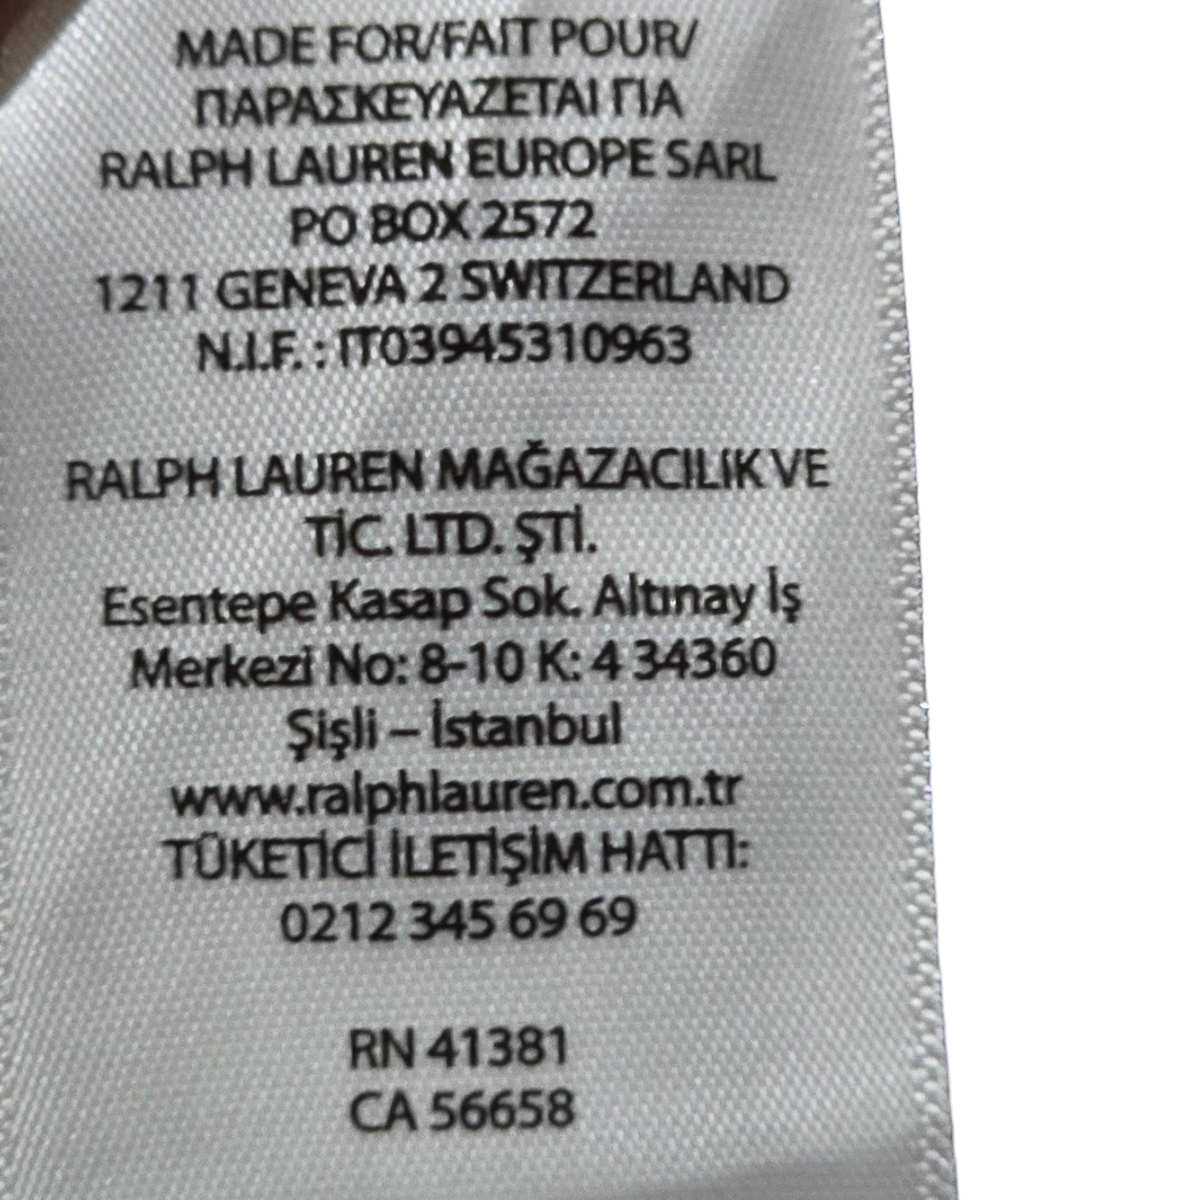 MADE FOR/FAIT POUR/
ΠΑΡΑΣΚΕΥΑΖΕΤΑΙ ΓΙΑ
RALPH LAUREN EUROPE SARL
PO BOX 2572
1211 GENEVA 2 SWITZERLAND
N.I.F. : IT03945310963
RALPH LAUREN MAĞAZACILIK VE
TİC. LTD. ŞTİ.
Esentepe Kasap Sok. Altınay İş
Merkezi No: 8-10 K: 4 34360
Şişli – İstanbul
www.ralphlauren.com.tr
TÜKETİCİ İLETİŞİM HATTI:
0212 345 69 69
RN 41381
CA 56658